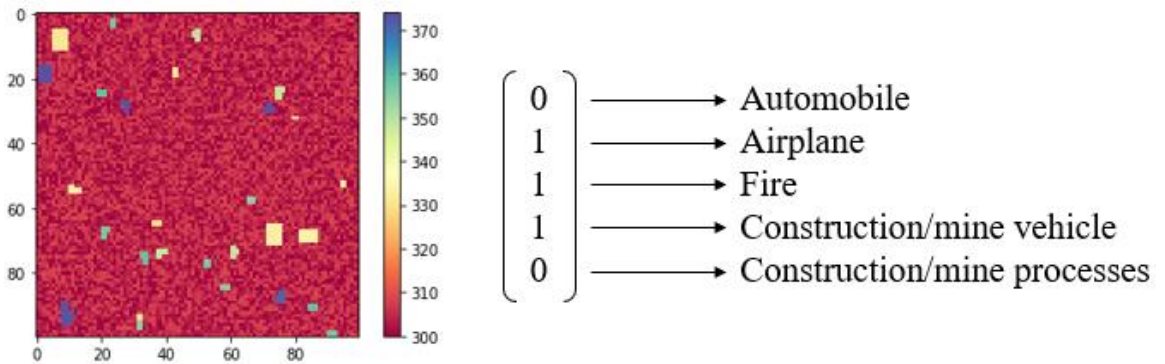 0
20
40
60
80
0 20 40 60 80
370
360
350
340
330
320
310
300
0 Automobile
1 Airplane
1 Fire
1 Construction/mine vehicle
0 Construction/mine processes